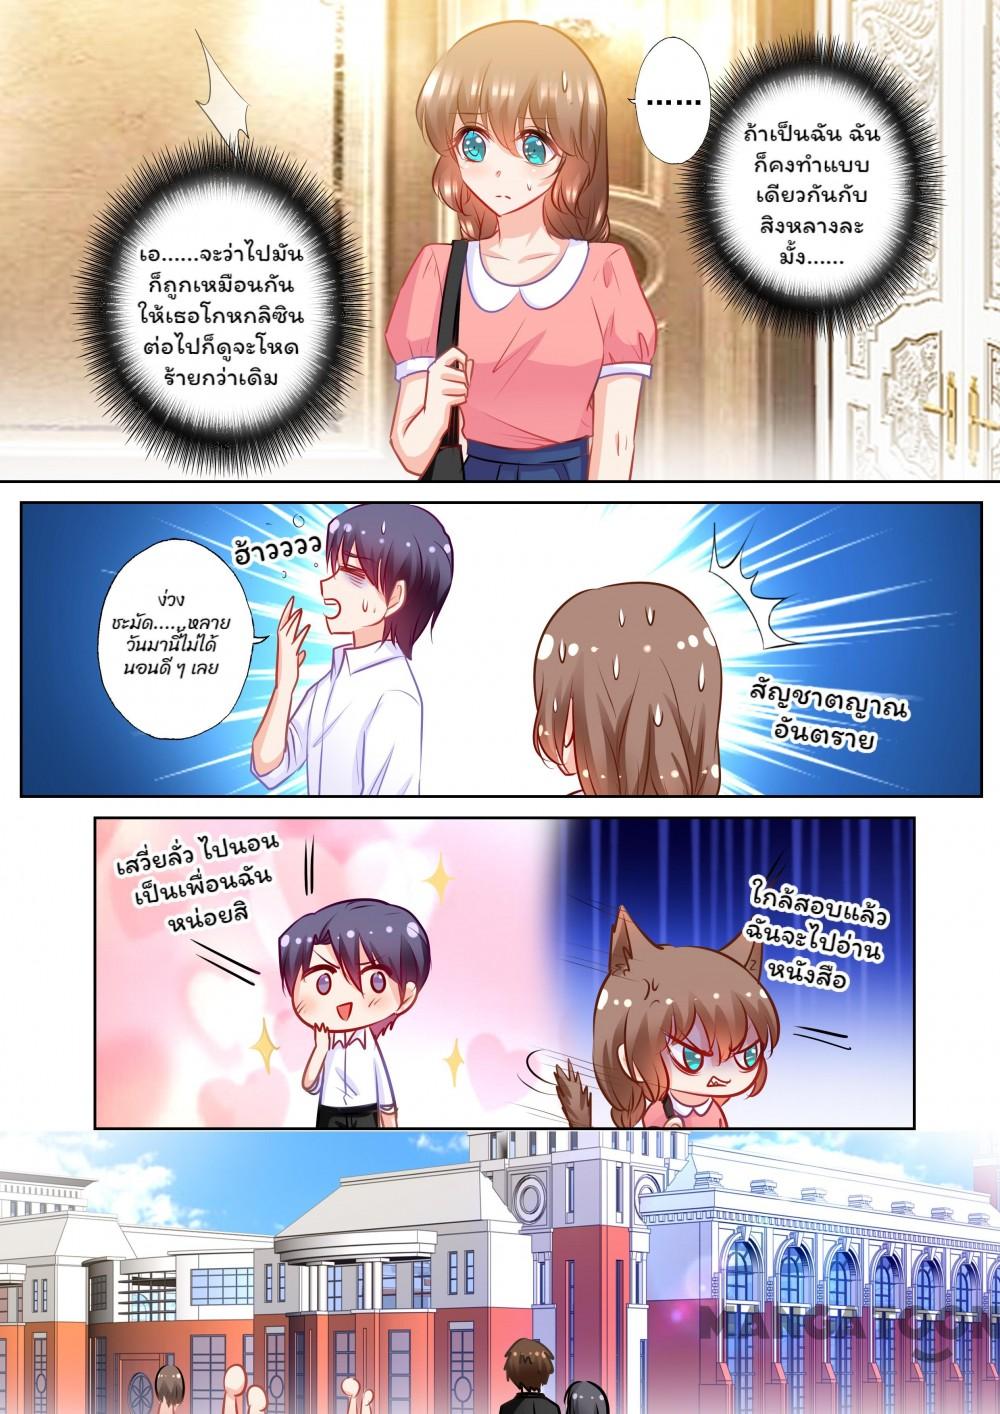 ......
ถ้าเป็นฉัน ฉัน
ก็คงทำแบบ
เดียวกันกับ
สิงหลางละ
มั้ง......
เอ......จะว่าไปมัน
ก็ถูกเหมือนกัน
ให้เธอโกหกลิซิน
ต่อไปก็ดูจะโหด
ร้ายกว่าเดิม
ฮ้าวววว
ง่วง
ชะมัด.....หลาย
วันมานี้ไม่ได้
นอนดี ๆ เลย
สัญชาตญาณ
อันตราย
เสวี่ยลั่ว ไปนอน
เป็นเพื่อนฉัน
หน่อยสิ
ใกล้สอบแล้ว
ฉันจะไปอ่าน
หนังสือ
MANGA TOON